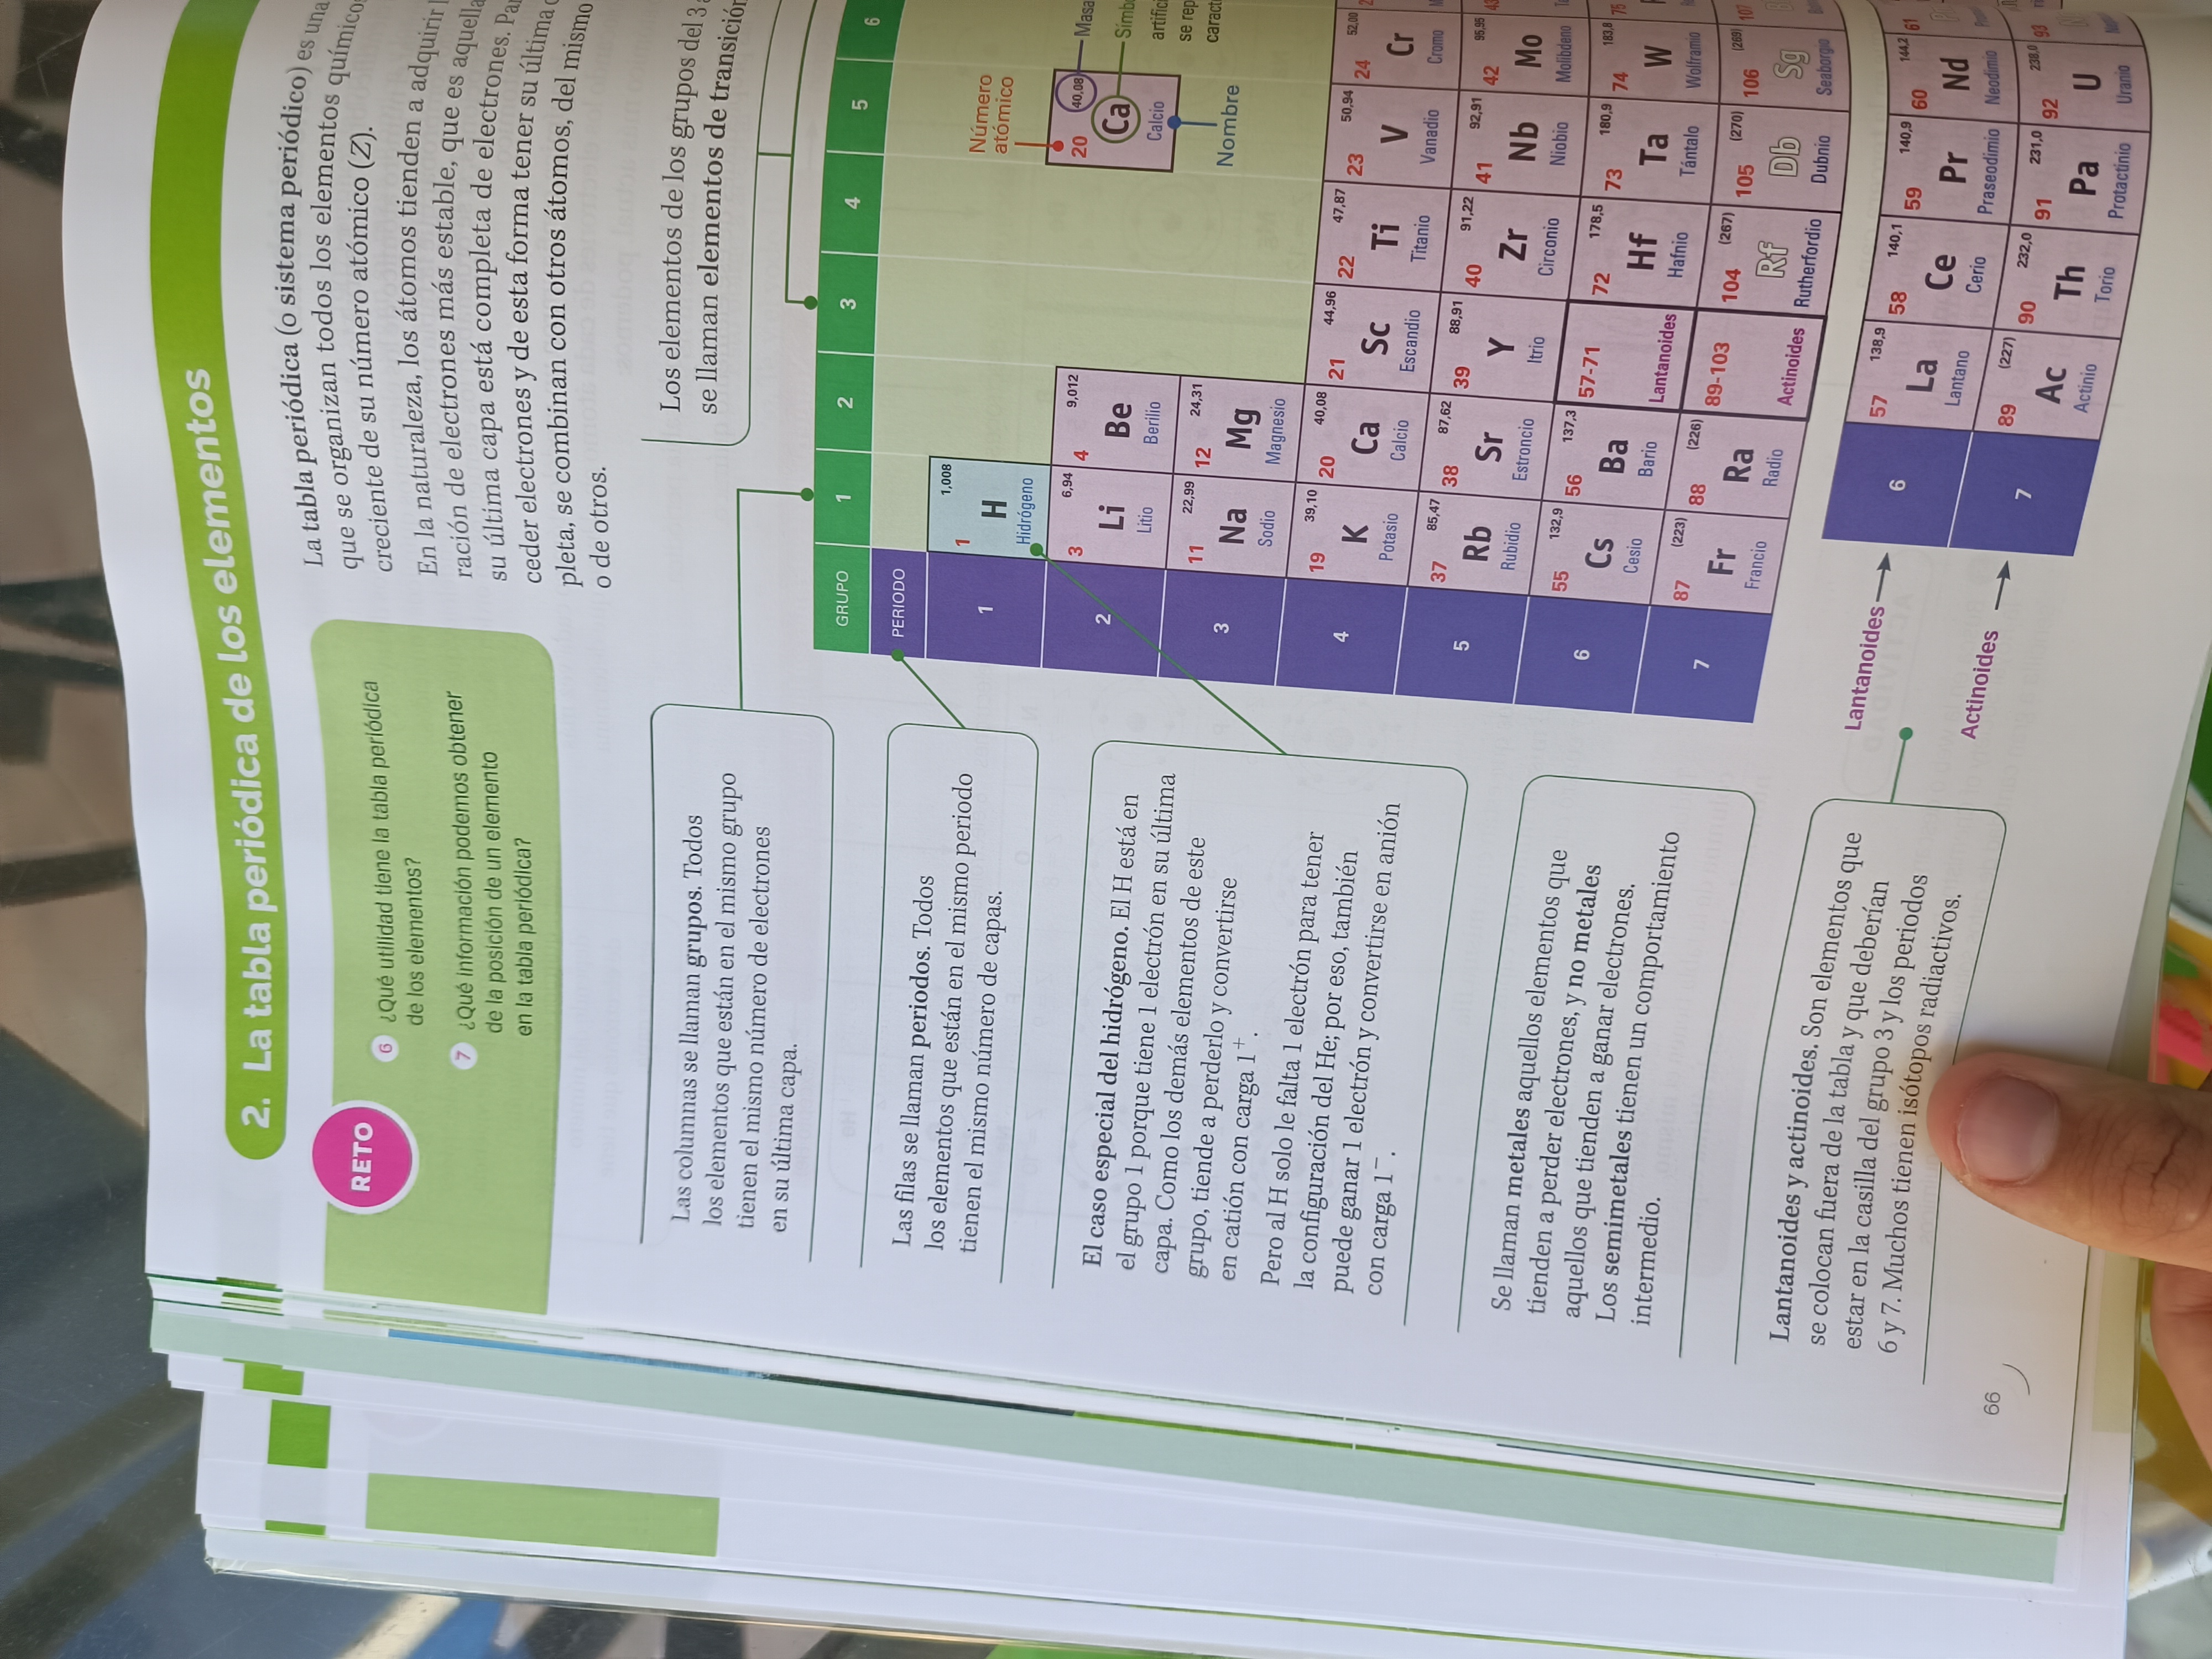 2. La tabla periódica de los elementos
RETO
6 ¿Qué utilidad tiene la tabla periódica
de los elementos?
7 ¿Qué información podemos obtener
de la posición de un elemento
en la tabla periódica?
La tabla periódica (o sistema periódico) es una
que se organizan todos los elementos químicos
creciente de su número atómico (Z).
En la naturaleza, los átomos tienden a adquirir
ración de electrones más estable, que es aquella
su última capa está completa de electrones.
ceder electrones y de esta forma tener su última
pleta, se combinan con otros átomos, del mismo
o de otros.
Las columnas se llaman grupos. Todos
los elementos que están en el mismo grupo
tienen el mismo número de electrones
en su última capa.
Las filas se llaman periodos. Todos
los elementos que están en el mismo periodo
tienen el mismo número de capas.
El caso especial del hidrógeno. El H está en
el grupo 1 porque tiene 1 electrón en su última
capa. Como los demás elementos de este
grupo, tiende a perderlo y convertirse
en catión con carga 1⁺.
Pero al H solo le falta 1 electrón para tener
la configuración del He; por eso, también
puede ganar 1 electrón y convertirse en anión
con carga 1⁻.
Se llaman metales aquellos elementos que
tienden a perder electrones, y no metales
aquellos que tienden a ganar electrones.
Los semimetales tienen un comportamiento
intermedio.
Lantanoides y actinoides. Son elementos que
se colocan fuera de la tabla y que deberían
estar en la casilla del grupo 3 y los periodos
6 y 7. Muchos tienen isótopos radiactivos.
66
Los elementos de los grupos del 3
se llaman elementos de transición
GRUPO 1 2 3 4 5 6
PERIODO
1
1 1,008
H
Hidrógeno
2
3 6,94
Li
Litio
4 9,012
Be
Berilio
3
11 22,99
Na
Sodio
12 24,31
Mg
Magnesio
4
19 39,10
K
Potasio
20 40,08
Ca
Calcio
21 44,96
Sc
Escandio
22 47,87
Ti
Titanio
23 50,94
V
Vanadio
24 52,00
Cr
Cromo
5
37 85,47
Rb
Rubidio
38 87,62
Sr
Estroncio
39 88,91
Y
Itrio
40 91,22
Zr
Circonio
41 92,91
Nb
Niobio
42 95,95
Mo
Molibdeno
43
6
55 132,9
Cs
Cesio
56 137,3
Ba
Bario
57-71
Lantanoides
72 178,5
Hf
Hafnio
73 180,9
Ta
Tántalo
74 183,8
W
Wolframio
75
7
87 (223)
Fr
Francio
88 (226)
Ra
Radio
89-103
Actinoides
104 (267)
Rf
Rutherfordio
105 (270)
Db
Dubnio
106 (269)
Sg
Seaborgio
107
Número
atómico
20 40,08
Ca
Calcio
Nombre
Masa
se rep
Lantanoides
6
57 138,9
La
Lantano
58 140,1
Ce
Cerio
59 140,9
Pr
Praseodimio
60 144,2
Nd
Neodimio
61
Actinoides
7
89 (227)
Ac
Actinio
90 232,0
Th
Torio
91 231,0
Pa
Protactinio
92 238,0
U
Uranio
93